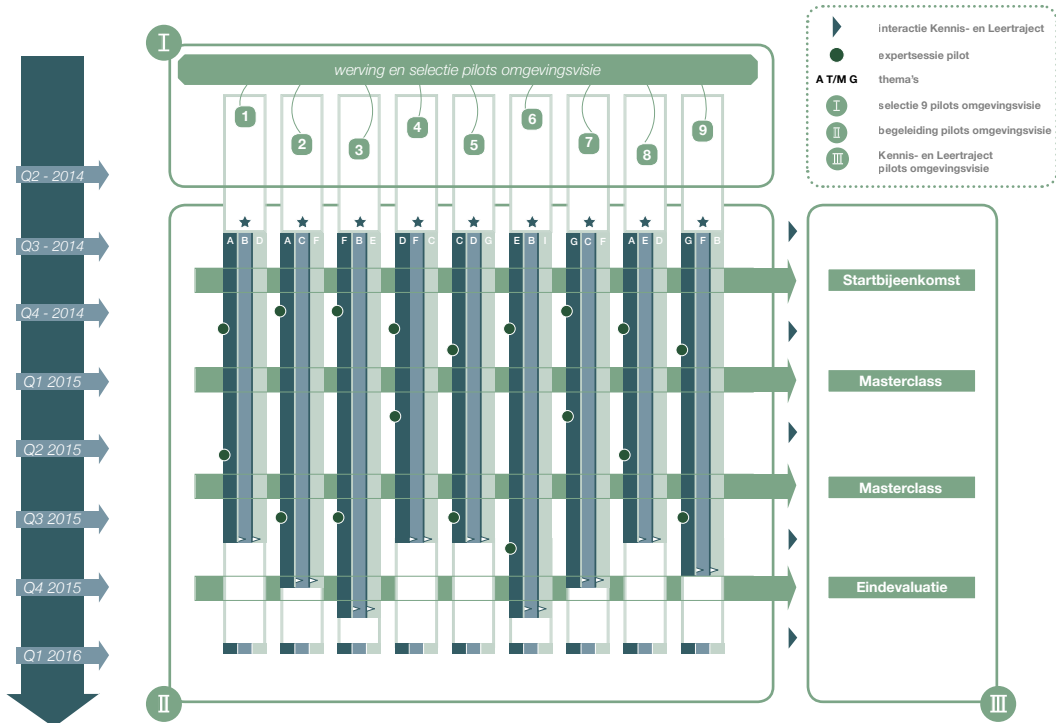 I
werving en selectie pilots omgevingsvisie
1
2
3
4
5
6
7
8
9
interactie Kennis- en Leertraject
expertsessie pilot
A T/M G
thema's
I
selectie 9 pilots omgevingsvisie
II
begeleiding pilots omgevingsvisie
III
Kennis- en Leertraject
pilots omgevingsvisie
Q2 - 2014
Q3 - 2014
Q4 - 2014
Q1 2015
Q2 2015
Q3 2015
Q4 2015
Q1 2016
A B D
A C F
F B E
D F C
C D G
E B I
G C F
A E D
G F B
Startbijeenkomst
Masterclass
Masterclass
Eindevaluatie
II
III